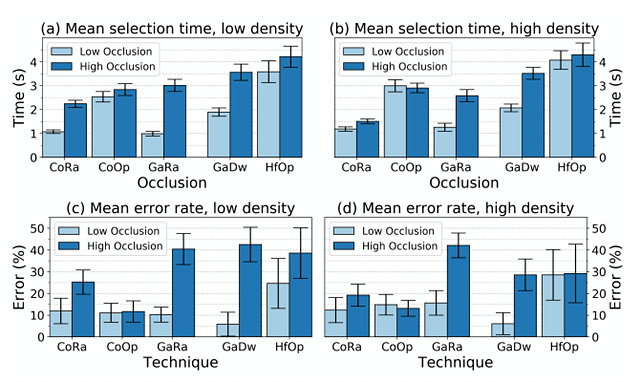 (a) Mean selection time, low density
(b) Mean selection time, high density
Low Occlusion
High Occlusion
Low Occlusion
High Occlusion
Time (s)
4
3
2
1
0
4
3
2
1
0
Time (s)
CoRa CoOp GaRa GaDw HfOp
CoRa CoOp GaRa GaDw HfOp
Occlusion
Occlusion
(c) Mean error rate, low density
(d) Mean error rate, high density
Low Occlusion
High Occlusion
Low Occlusion
High Occlusion
Error (%)
50
40
30
20
10
0
50
40
30
20
10
0
Error (%)
CoRa CoOp GaRa GaDw HfOp
CoRa CoOp GaRa GaDw HfOp
Technique
Technique